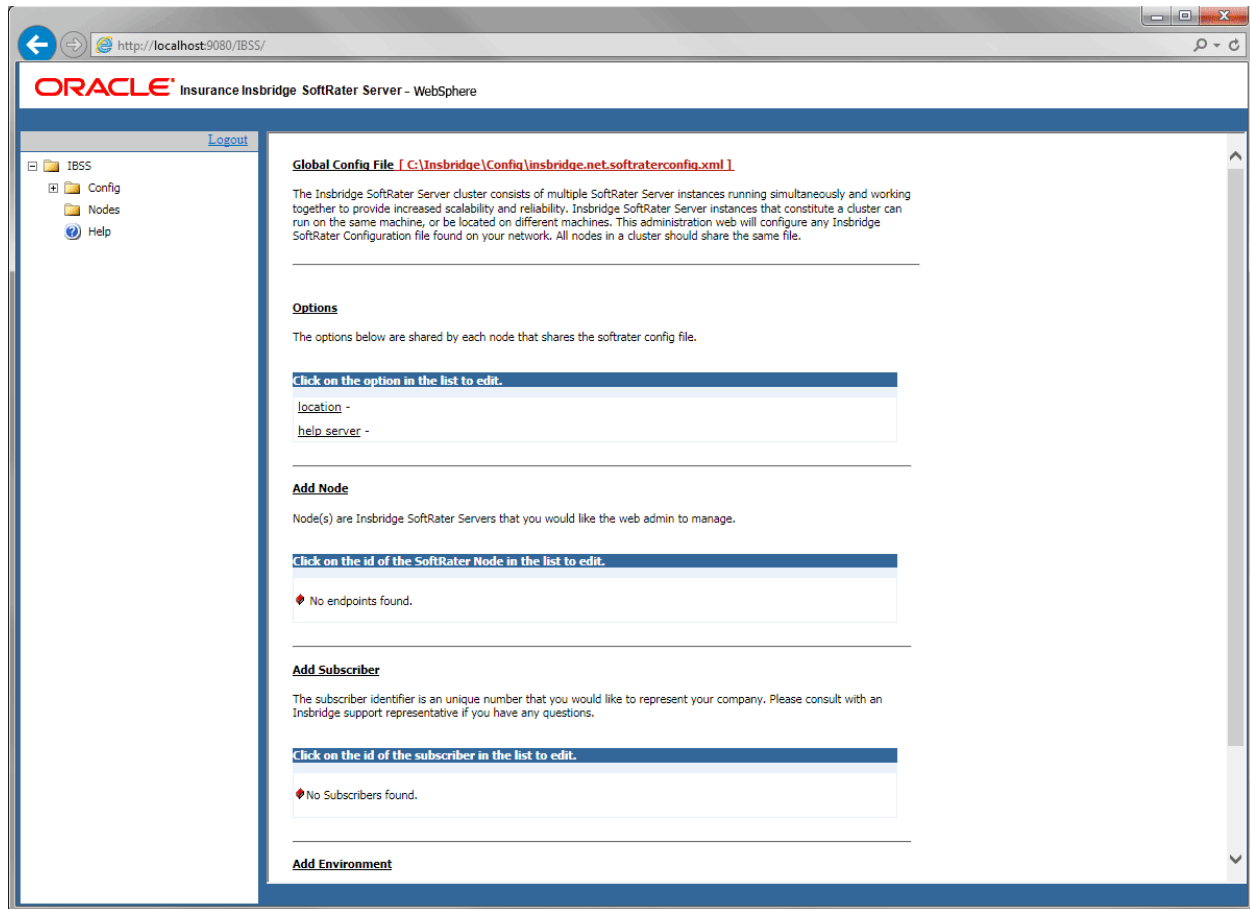 http://localhost:9080/IBSS/
ORACLE Insurance Insbridge SoftRater Server - WebSphere
Logout
IBSS
Config
Nodes
Help
Global Config File [ C:\Insbridge\Config\insbridge.net.softraterconfig.xml ]
The Insbridge SoftRater Server cluster consists of multiple SoftRater Server instances running simultaneously and working
together to provide increased scalability and reliability. Insbridge SoftRater Server instances that constitute a cluster can
run on the same machine, or be located on different machines. This administration web will configure any Insbridge
SoftRater Configuration file found on your network. All nodes in a cluster should share the same file.
Options
The options below are shared by each node that shares the softrater config file.
Click on the option in the list to edit.
location -
help server -
Add Node
Node(s) are Insbridge SoftRater Servers that you would like the web admin to manage.
Click on the id of the SoftRater Node in the list to edit.
No endpoints found.
Add Subscriber
The subscriber identifier is an unique number that you would like to represent your company. Please consult with an
Insbridge support representative if you have any questions.
Click on the id of the subscriber in the list to edit.
No Subscribers found.
Add Environment